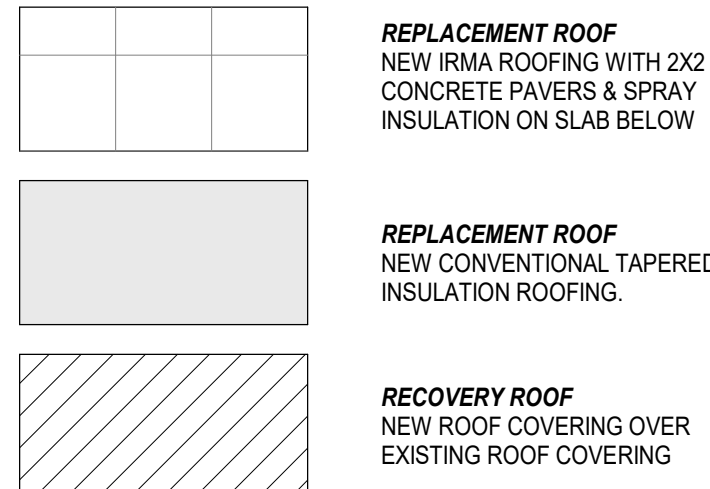 REPLACEMENT ROOF
NEW IRMA ROOFING WITH 2X2
CONCRETE PAVERS & SPRAY
INSULATION ON SLAB BELOW
REPLACEMENT ROOF
NEW CONVENTIONAL TAPERED
INSULATION ROOFING.
RECOVERY ROOF
NEW ROOF COVERING OVER
EXISTING ROOF COVERING